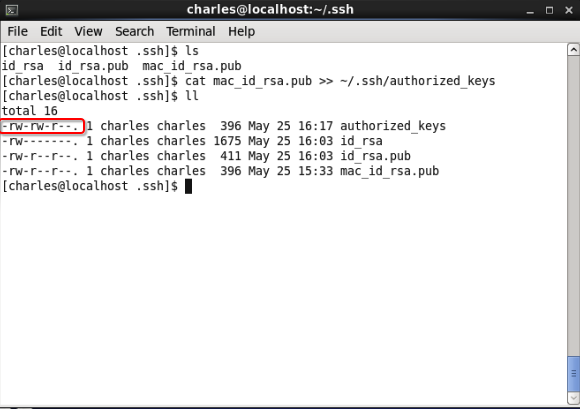 charles@localhost:~/.ssh
File Edit View Search Terminal Help
[charles@localhost .ssh]$ ls
id_rsa  id_rsa.pub  mac_id_rsa.pub
[charles@localhost .ssh]$ cat mac_id_rsa.pub >> ~/.ssh/authorized_keys
[charles@localhost .ssh]$ ll
total 16
-rw-rw-r--. 1 charles charles  396 May 25 16:17 authorized_keys
-rw-------. 1 charles charles 1675 May 25 16:03 id_rsa
-rw-r--r--. 1 charles charles  411 May 25 16:03 id_rsa.pub
-rw-r--r--. 1 charles charles  396 May 25 15:33 mac_id_rsa.pub
[charles@localhost .ssh]$